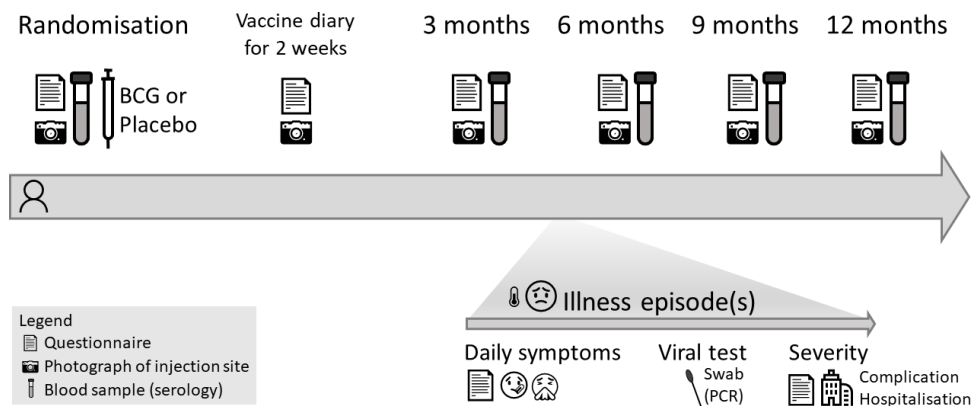 Randomisation
Vaccine diary
for 2 weeks
3 months
6 months
9 months
12 months
BCG or
Placebo
Illness episode(s)
Daily symptoms
Viral test
Swab
(PCR)
Severity
Complication
Hospitalisation
Legend
Questionnaire
Photograph of injection site
Blood sample (serology)